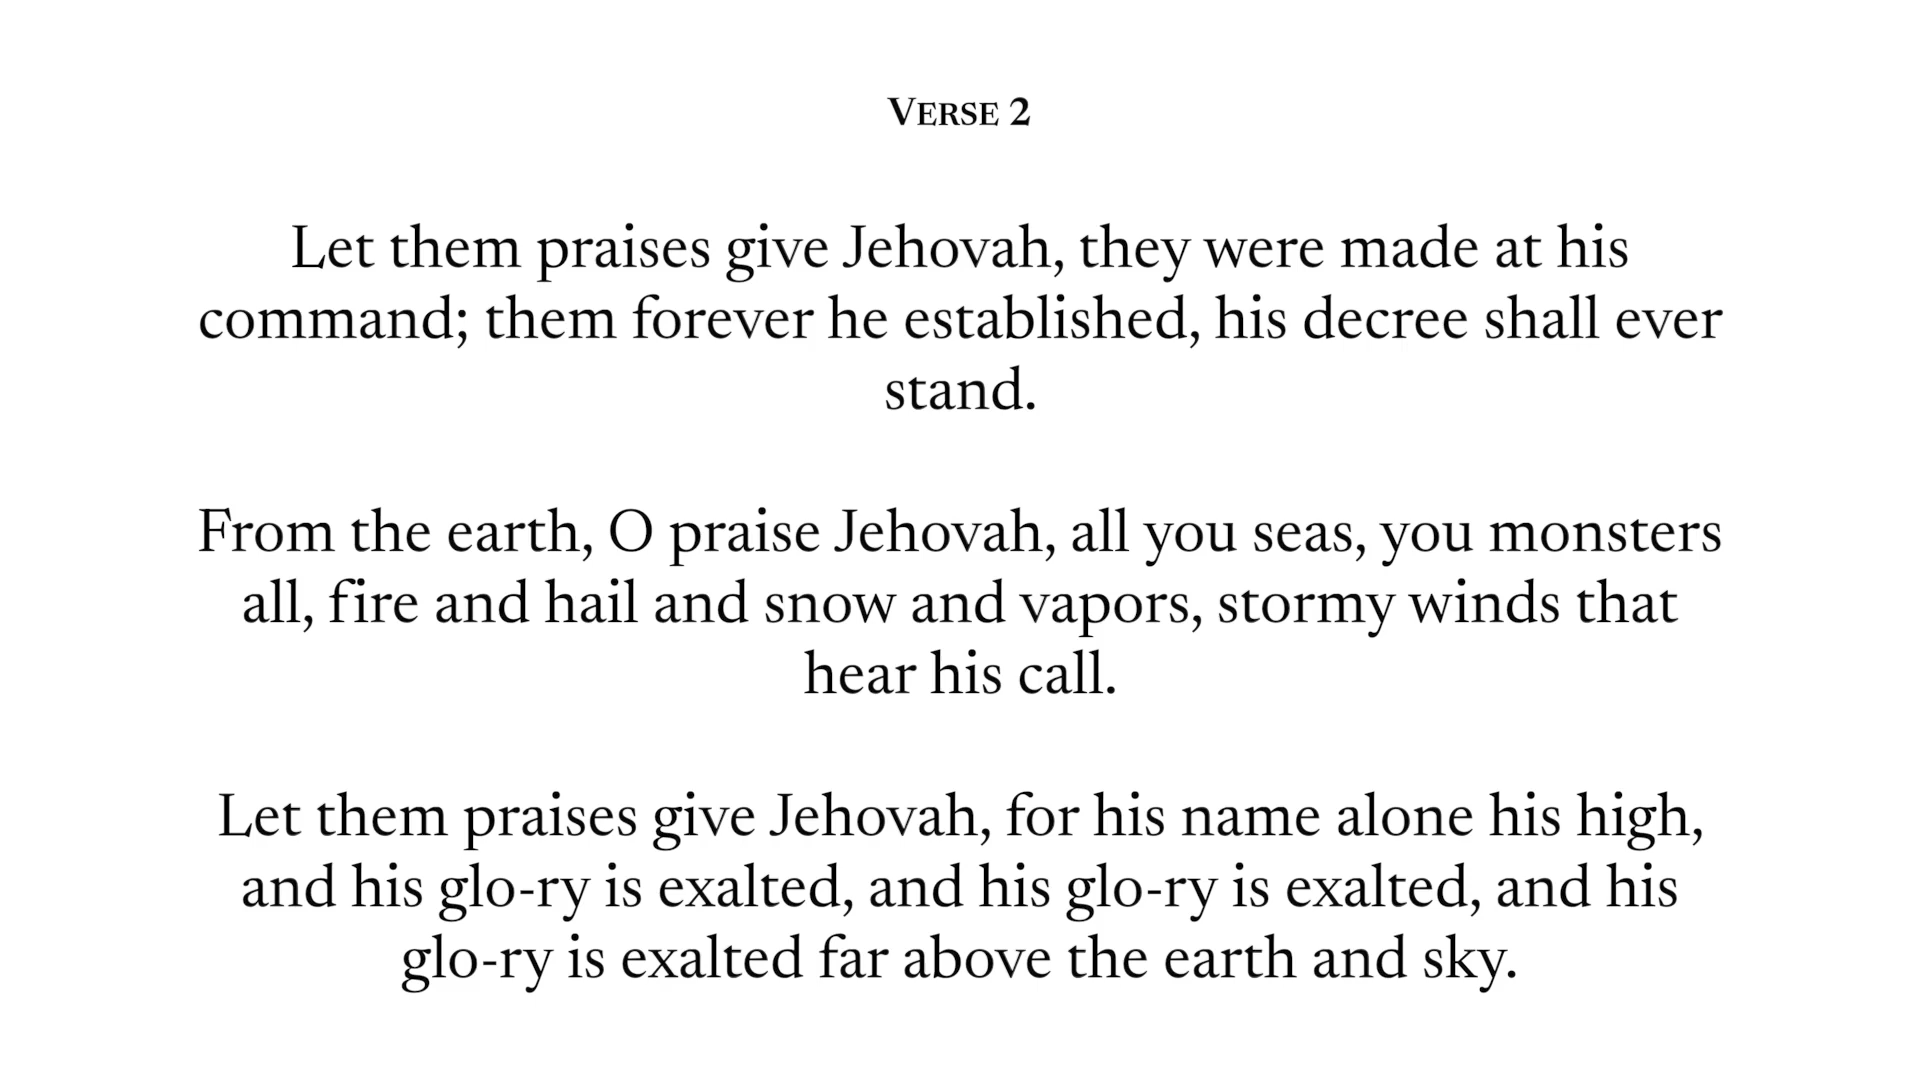 VERSE 2
Let them praises give Jehovah, they were made at his
command; them forever he established, his decree shall ever
stand.
From the earth, O praise Jehovah, all you seas, you monsters
all, fire and hail and snow and vapors, stormy winds that
hear his call.
Let them praises give Jehovah, for his name alone his high,
and his glo-ry is exalted, and his glo-ry is exalted, and his
glo-ry is exalted far above the earth and sky.